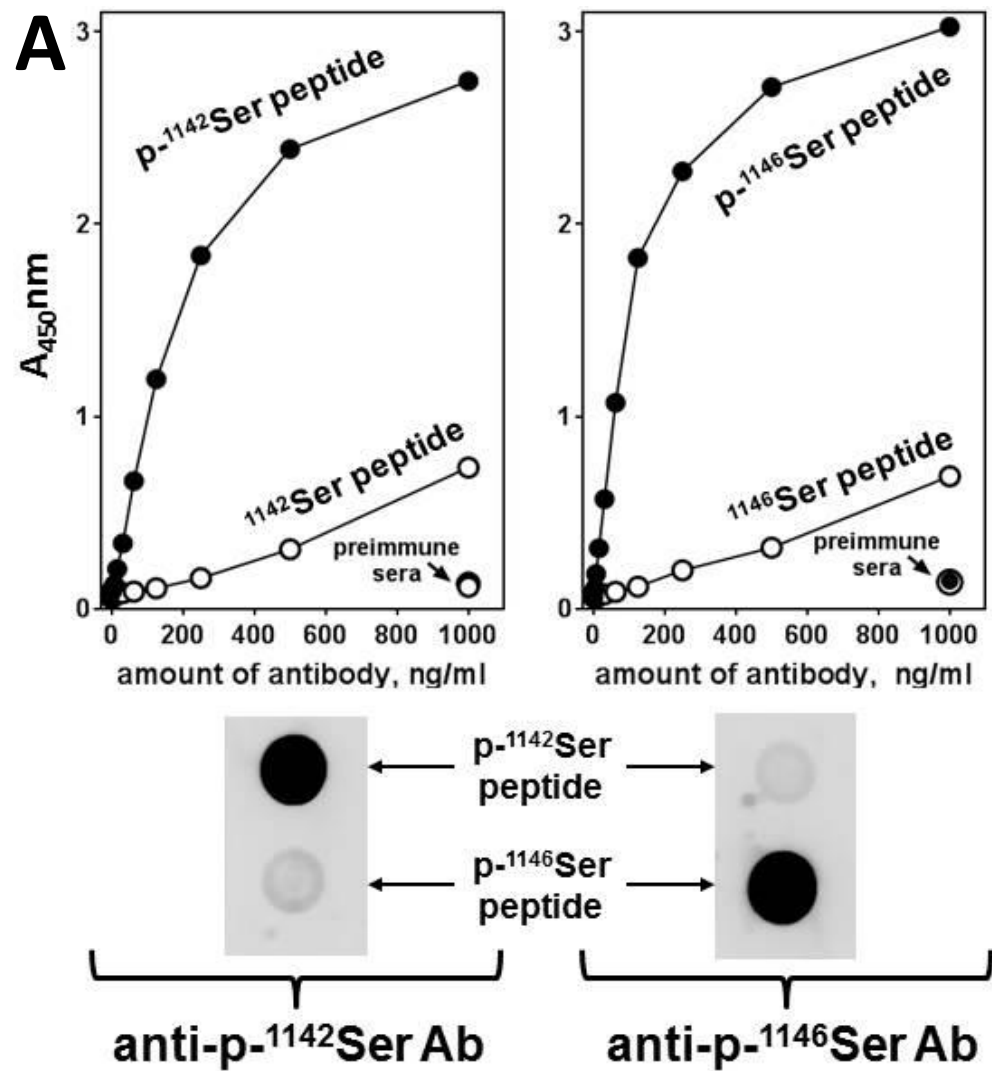 A
p-¹¹⁴²Ser peptide
p-¹¹⁴⁶Ser peptide
¹¹⁴²Ser peptide
¹¹⁴⁶Ser peptide
preimmune
sera
preimmune
sera
A₄₅₀nm
3
2
1
0
0 200 400 600 800 1000
amount of antibody, ng/ml
3
2
1
0
0 200 400 600 800 1000
amount of antibody, ng/ml
p-¹¹⁴²Ser
peptide
p-¹¹⁴⁶Ser
peptide
anti-p-¹¹⁴²Ser Ab
anti-p-¹¹⁴⁶Ser Ab